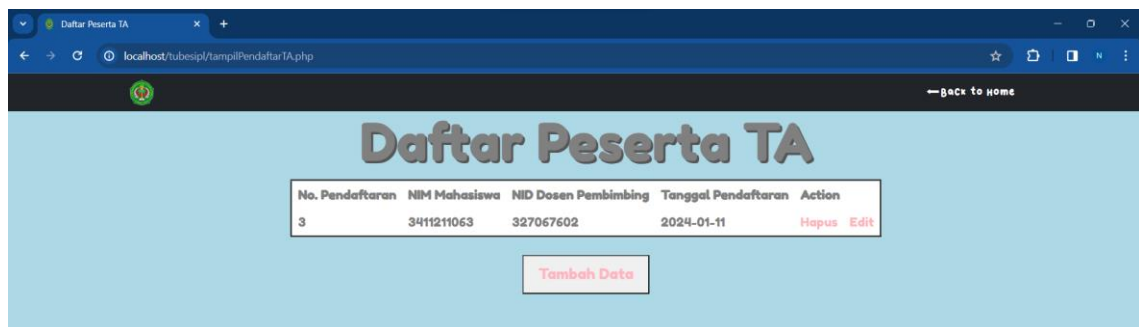 Daftar Peserta TA
localhost/tubesipl/tampilPendaftarTA.php
N
Back to Home
Daftar Peserta TA
No. Pendaftaran NIM Mahasiswa NID Dosen Pembimbing Tanggal Pendaftaran Action
3 3411211063 327067602 2024-01-11 Hapus Edit
Tambah Data